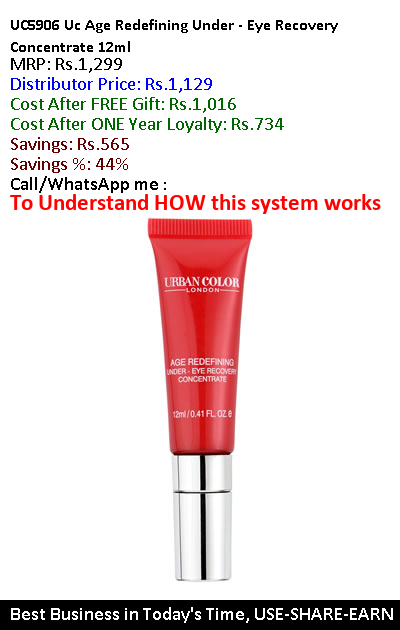 UC5906 Uc Age Redefining Under - Eye Recovery
Concentrate 12ml
MRP: Rs.1,299
Distributor Price: Rs.1,129
Cost After FREE Gift: Rs.1,016
Cost After ONE Year Loyalty: Rs.734
Savings: Rs.565
Savings %: 44%
Call/WhatsApp me :
To Understand HOW this system works
URBAN COLOR
LONDON
AGE REDEFINING
UNDER - EYE RECOVERY
CONCENTRATE
12ml / 0.41 FL. OZ. e
Best Business in Today's Time, USE-SHARE-EARN